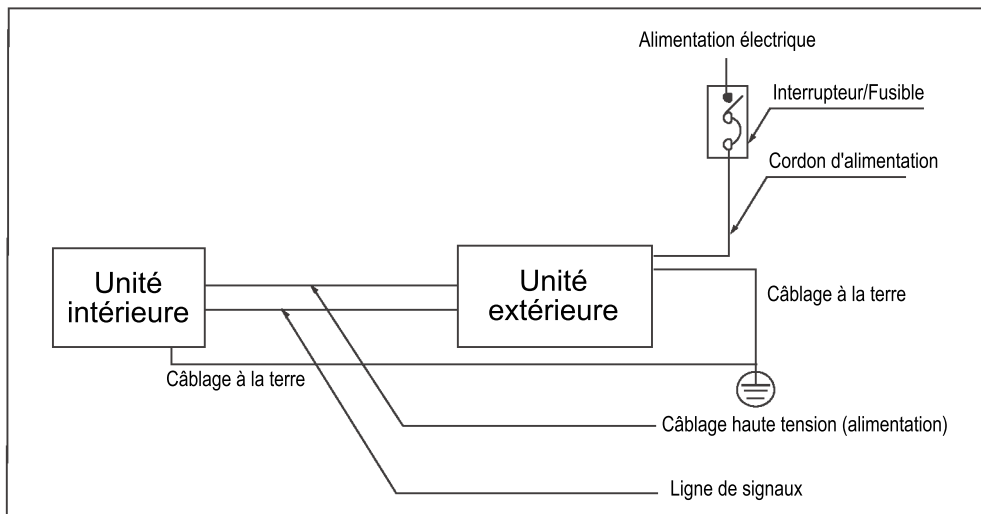 Alimentation électrique
Interrupteur/Fusible
Cordon d'alimentation
Unité
intérieure
Unité
extérieure
Câblage à la terre
Câblage à la terre
Câblage haute tension (alimentation)
Ligne de signaux